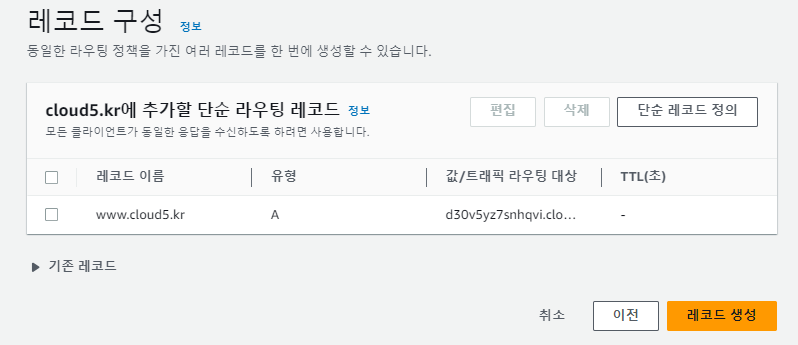 레코드 구성 정보
동일한 라우팅 정책을 가진 여러 레코드를 한 번에 생성할 수 있습니다.
cloud5.kr에 추가할 단순 라우팅 레코드 정보
편집 삭제 단순 레코드 정의
모든 클라이언트가 동일한 응답을 수신하도록 하려면 사용합니다.
레코드 이름 유형 값/트래픽 라우팅 대상 TTL(초)
www.cloud5.kr A d30v5yz7snhqvi.clo... -
기존 레코드
취소 이전 레코드 생성